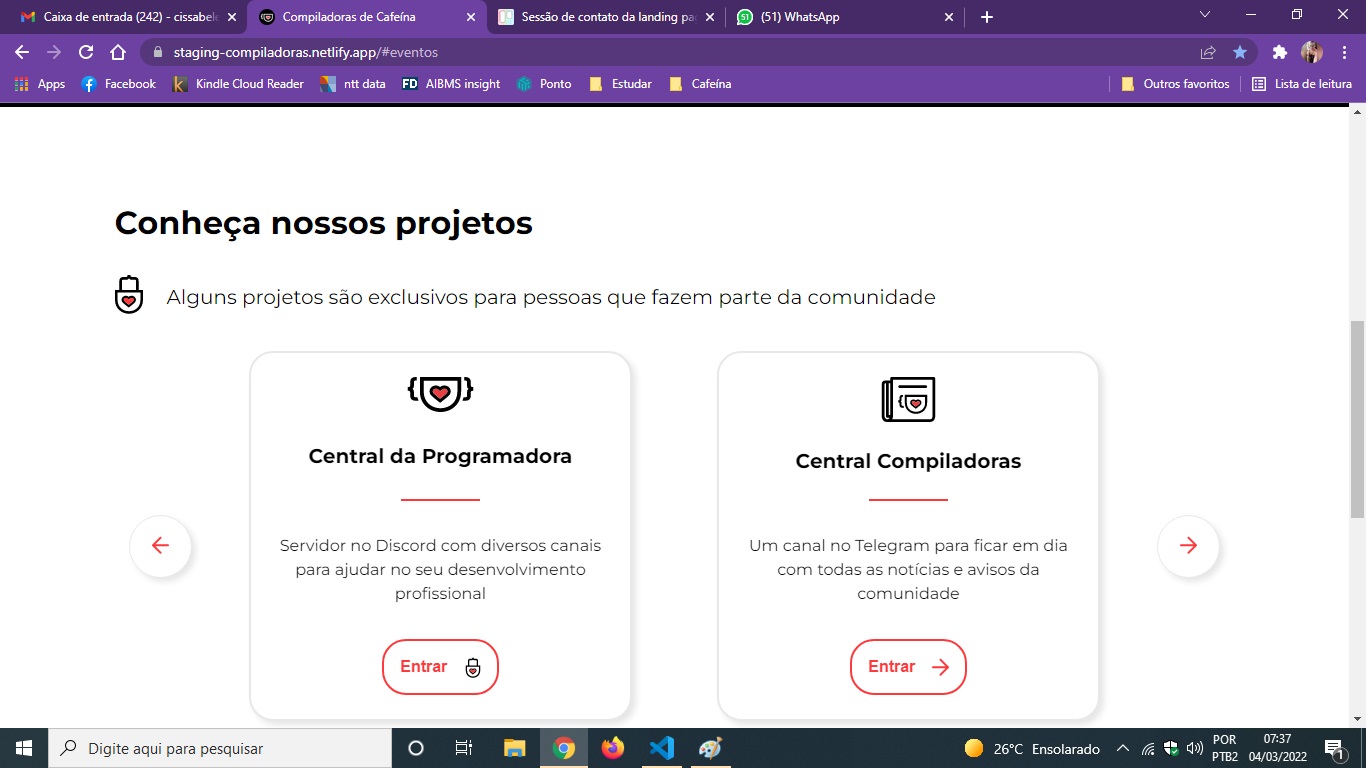 Caixa de entrada (242) - cissabele
Compiladoras de Cafeína
Sessão de contato da landing pag
(51) WhatsApp
staging-compiladoras.netlify.app/#eventos
Apps
Facebook
Kindle Cloud Reader
ntt data
FD AIBMS insight
Ponto
Estudar
Cafeína
Outros favoritos
Lista de leitura
Conheça nossos projetos
Alguns projetos são exclusivos para pessoas que fazem parte da comunidade
Central da Programadora
Servidor no Discord com diversos canais
para ajudar no seu desenvolvimento
profissional
Entrar
Central Compiladoras
Um canal no Telegram para ficar em dia
com todas as notícias e avisos da
comunidade
Entrar
Digite aqui para pesquisar
26°C Ensolarado
POR
PTB2
07:37
04/03/2022
1